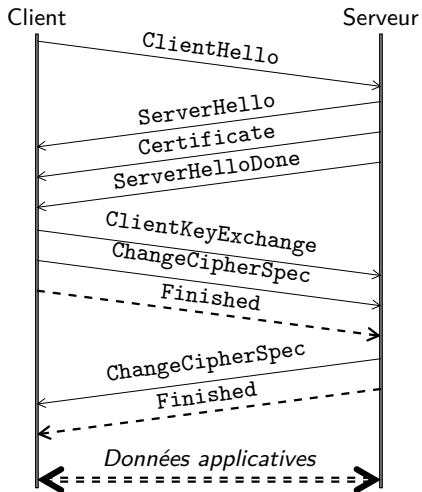 Client Serveur
ClientHello
ServerHello
Certificate
ServerHelloDone
ClientKeyExchange
ChangeCipherSpec
Finished
ChangeCipherSpec
Finished
Données applicatives